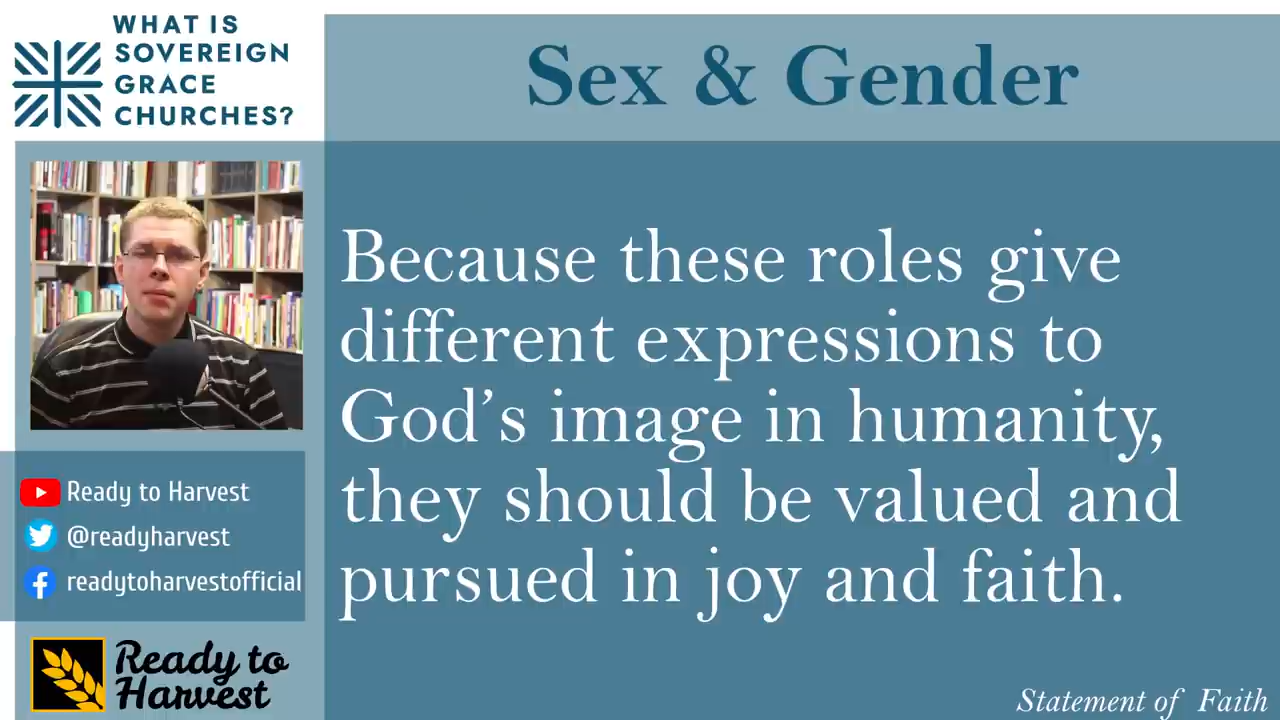 WHAT IS
SOVEREIGN
GRACE
CHURCHES?
Sex & Gender
Because these roles give
different expressions to
God’s image in humanity,
they should be valued and
pursued in joy and faith.
Ready to Harvest
@readyharvest
readytoharvestofficial
Ready to
Harvest
Statement of Faith